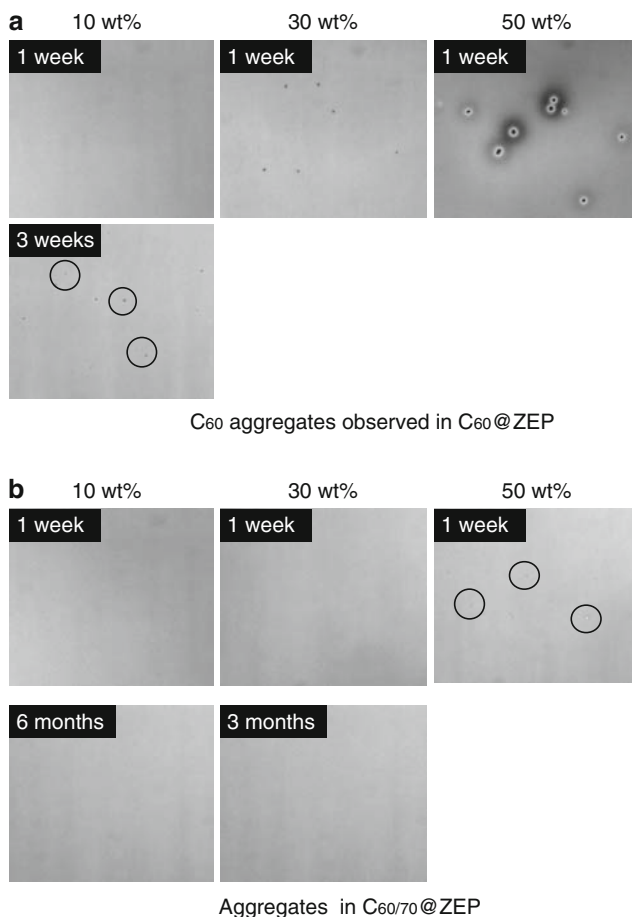 a
10 wt% 30 wt% 50 wt%
1 week 1 week 1 week
3 weeks
C60 aggregates observed in C60@ZEP
b
10 wt% 30 wt% 50 wt%
1 week 1 week 1 week
6 months 3 months
Aggregates in C60/70@ZEP